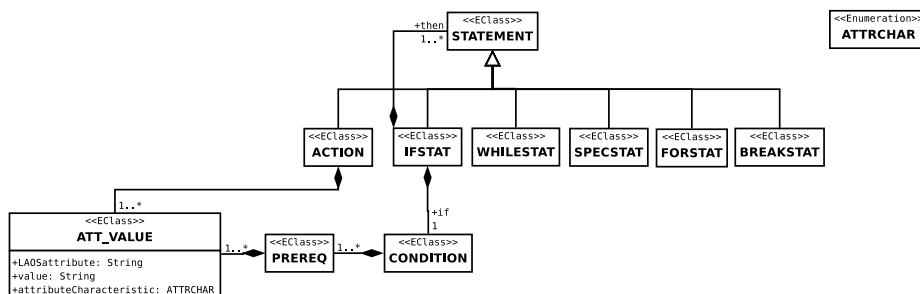 <<EClass>>
STATEMENT
<<Enumeration>>
ATTRCHAR
+then
1..*
<<EClass>>
ACTION
<<EClass>>
IFSTAT
<<EClass>>
WHILESTAT
<<EClass>>
SPECSTAT
<<EClass>>
FORSTAT
<<EClass>>
BREAKSTAT
1..*
+if
1
<<EClass>>
ATT_VALUE
+LAOSattribute: String
+value: String
+attributeCharacteristic: ATTRCHAR
1..*
<<EClass>>
PREREQ
1..*
<<EClass>>
CONDITION